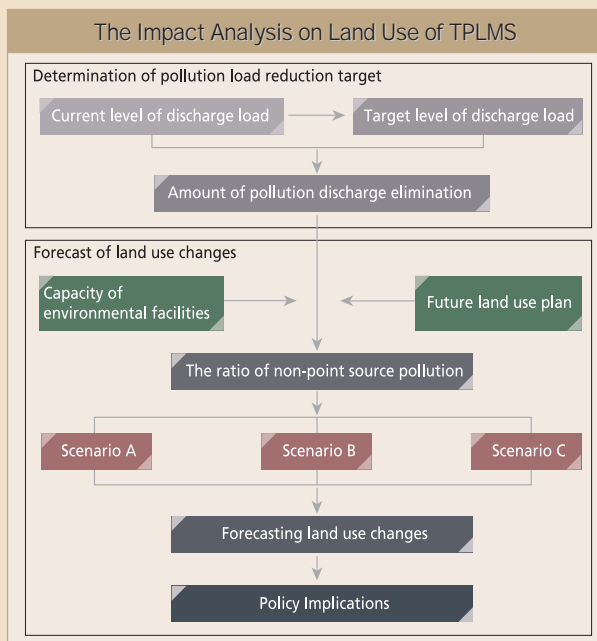 The Impact Analysis on Land Use of TPLMS
Determination of pollution load reduction target
Current level of discharge load
Target level of discharge load
Amount of pollution discharge elimination
Forecast of land use changes
Capacity of
environmental facilities
Future land use plan
The ratio of non-point source pollution
Scenario A
Scenario B
Scenario C
Forecasting land use changes
Policy Implications